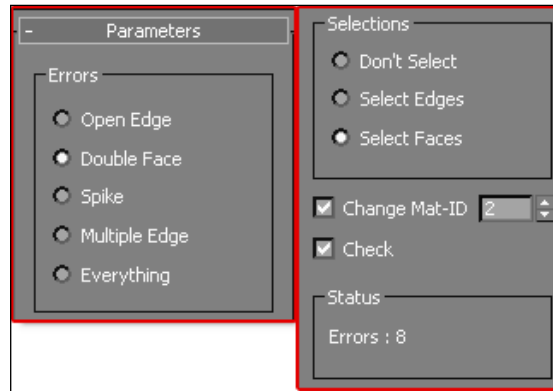 - Parameters
Errors
Open Edge
Double Face
Spike
Multiple Edge
Everything
Selections
Don't Select
Select Edges
Select Faces
Change Mat-ID 2
Check
Status
Errors : 8